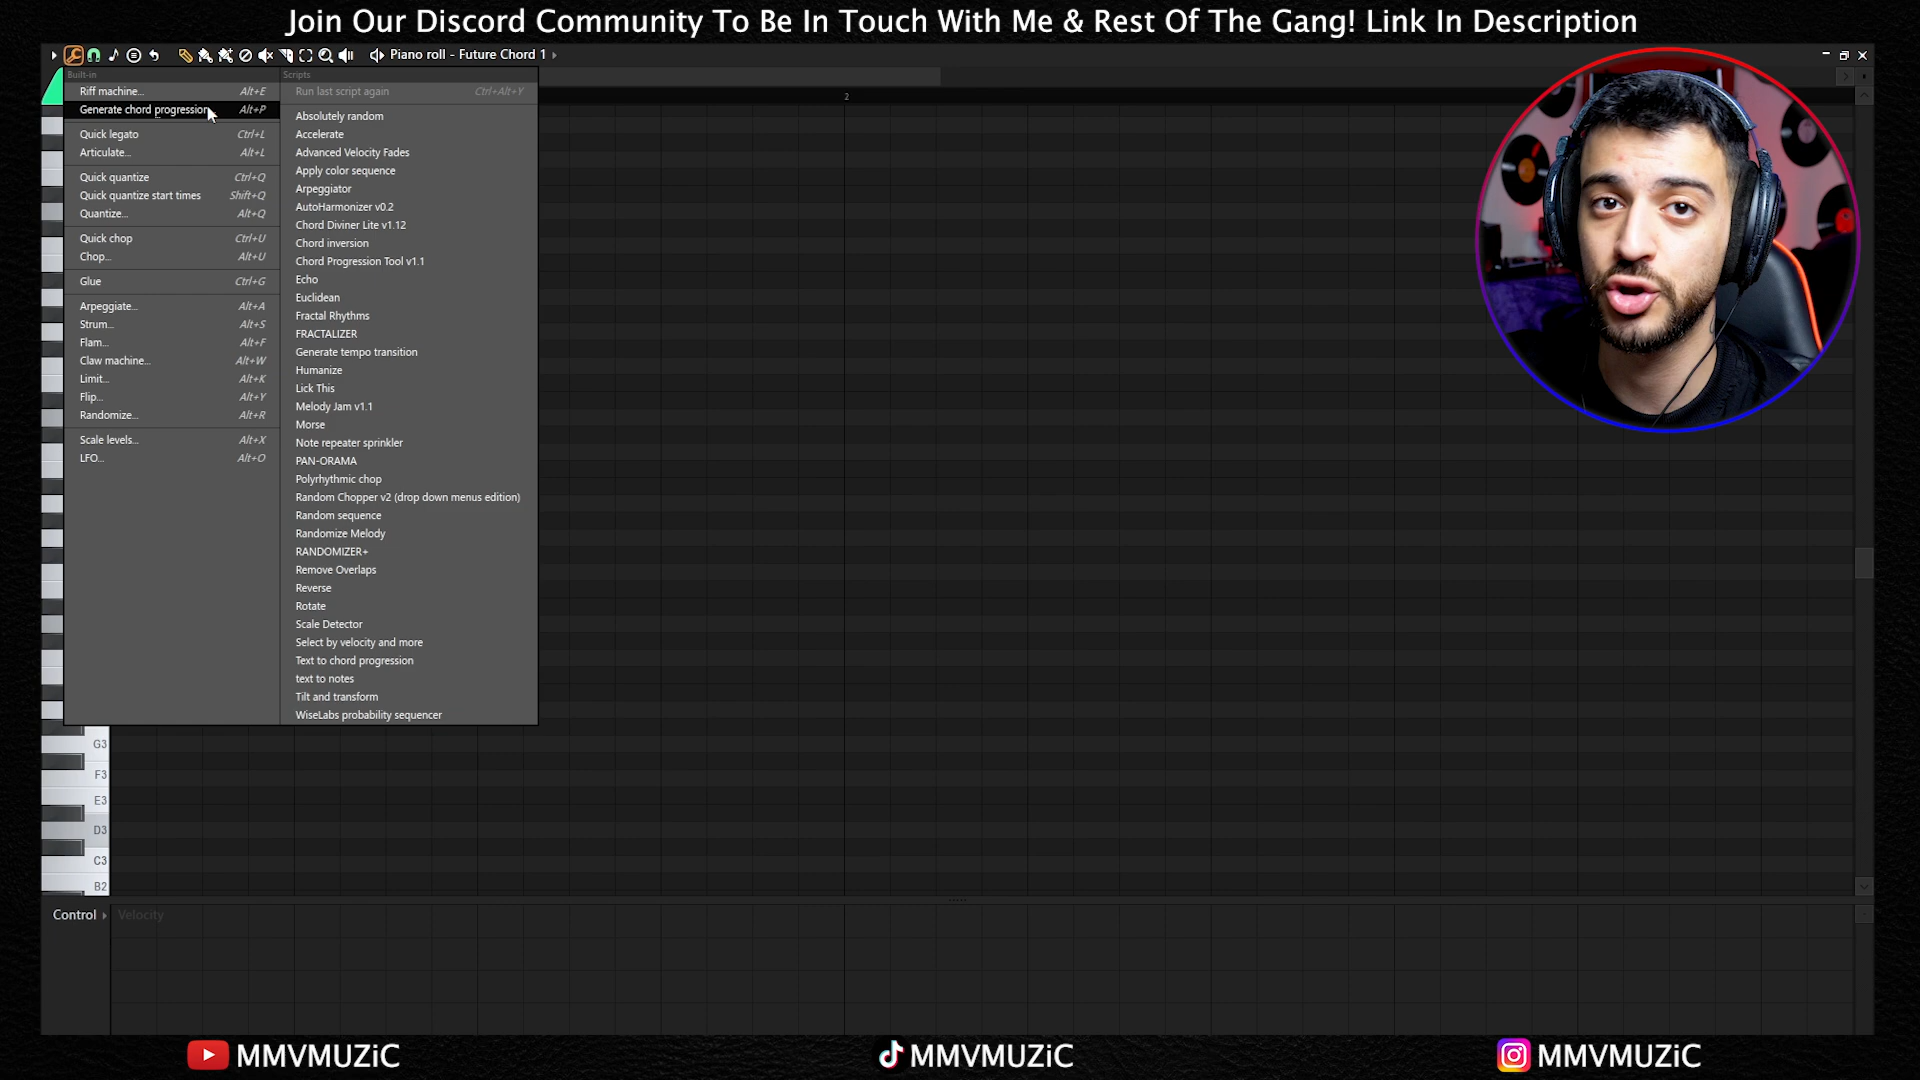 Join Our Discord Community To Be In Touch With Me & Rest Of The Gang! Link In Description
Piano roll - Future Chord 1
Built-in
Riff machine... Alt+E
Generate chord progression Alt+P
Quick legato Ctrl+L
Articulate... Alt+L
Quick quantize Ctrl+Q
Quick quantize start times Shift+Q
Quantize... Alt+Q
Quick chop Ctrl+U
Chop... Alt+U
Glue Ctrl+G
Arpeggiate... Alt+A
Strum... Alt+S
Flam... Alt+F
Claw machine... Alt+W
Limit... Alt+K
Flip... Alt+Y
Randomize... Alt+R
Scale levels... Alt+X
LFO... Alt+O
Scripts
Run last script again Ctrl+Alt+Y
Absolutely random
Accelerate
Advanced Velocity Fades
Apply color sequence
Arpeggiator
AutoHarmonizer v0.2
Chord Diviner Lite v1.12
Chord inversion
Chord Progression Tool v1.1
Echo
Euclidean
Fractal Rhythms
FRACTALIZER
Generate tempo transition
Humanize
Lick This
Melody Jam v1.1
Morse
Note repeater sprinkler
PAN-ORAMA
Polyrhythmic chop
Random Chopper v2 (drop down menus edition)
Random sequence
Randomize Melody
RANDOMIZER+
Remove Overlaps
Reverse
Rotate
Scale Detector
Select by velocity and more
Text to chord progression
text to notes
Tilt and transform
WiseLabs probability sequencer
2
G3
F3
E3
D3
C3
B2
Control Velocity
MMVMUZiC
MMVMUZiC
MMVMUZiC